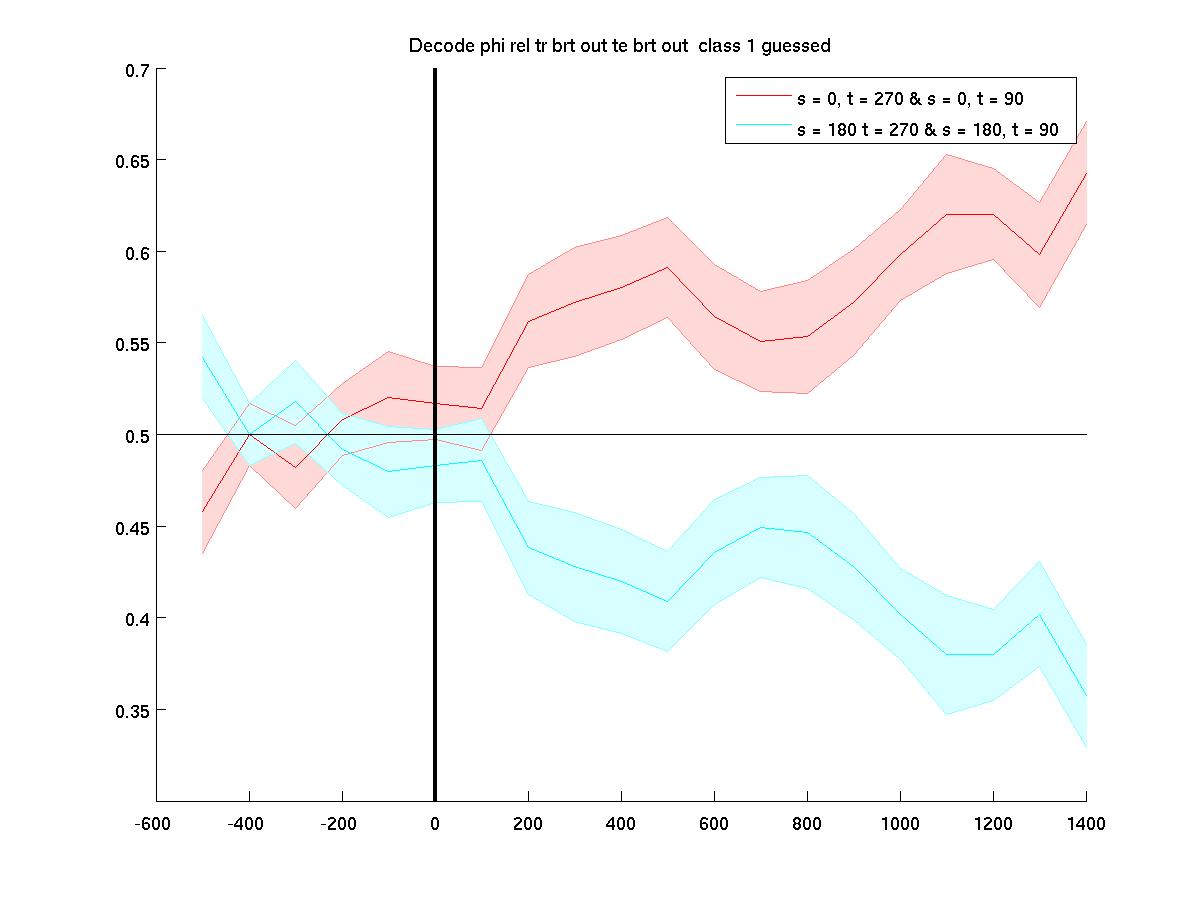 Decode phi rel tr brt out te brt out  class 1 guessed
s = 0, t = 270 & s = 0, t = 90
s = 180 t = 270 & s = 180, t = 90
0.7
0.65
0.6
0.55
0.5
0.45
0.4
0.35
-600 -400 -200 0 200 400 600 800 1000 1200 1400